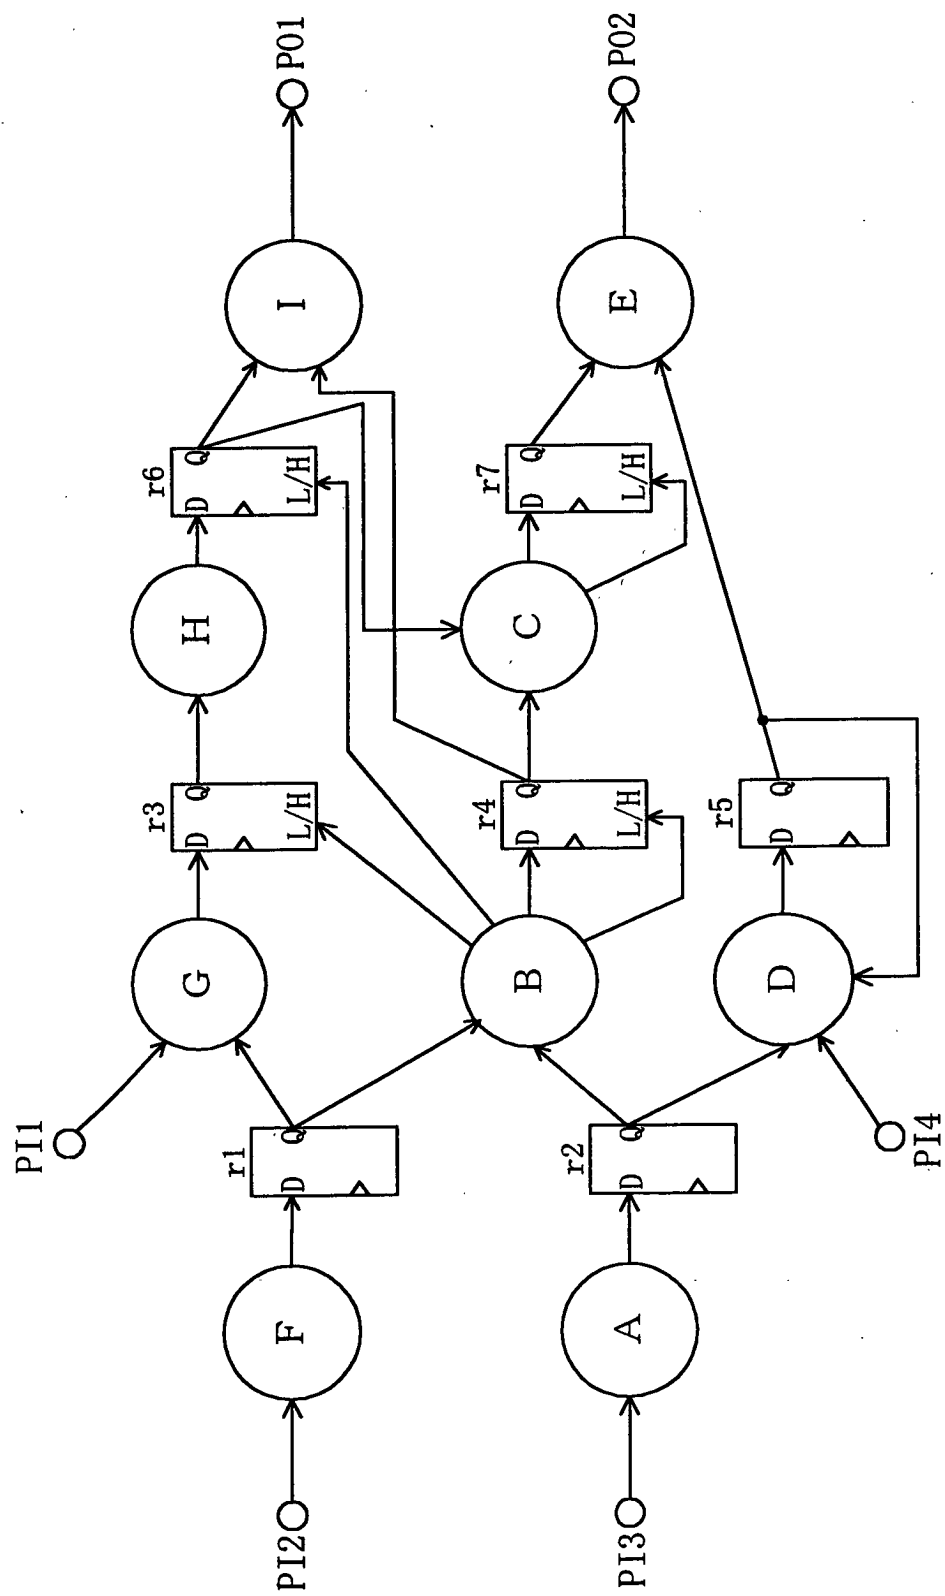 PI1
G
D Q
r3
L/H
H
D Q
r6
L/H
I
PO1
PI2
F
D Q
r1
B
D Q
r4
L/H
C
D Q
r7
L/H
E
PO2
PI3
A
D Q
r2
D
D Q
r5
PI4